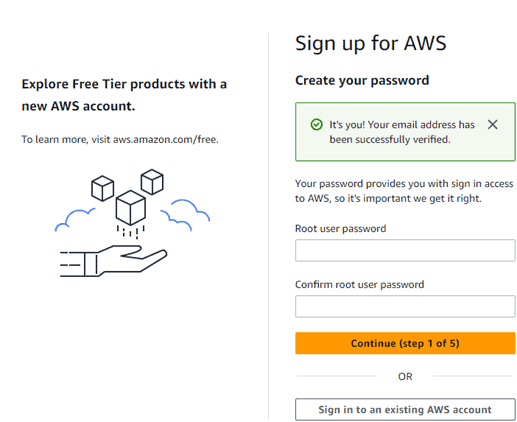 Explore Free Tier products with a
new AWS account.
To learn more, visit aws.amazon.com/free.
Sign up for AWS
Create your password
It's you! Your email address has
been successfully verified.
Your password provides you with sign in access
to AWS, so it's important we get it right.
Root user password
Confirm root user password
Continue (step 1 of 5)
OR
Sign in to an existing AWS account